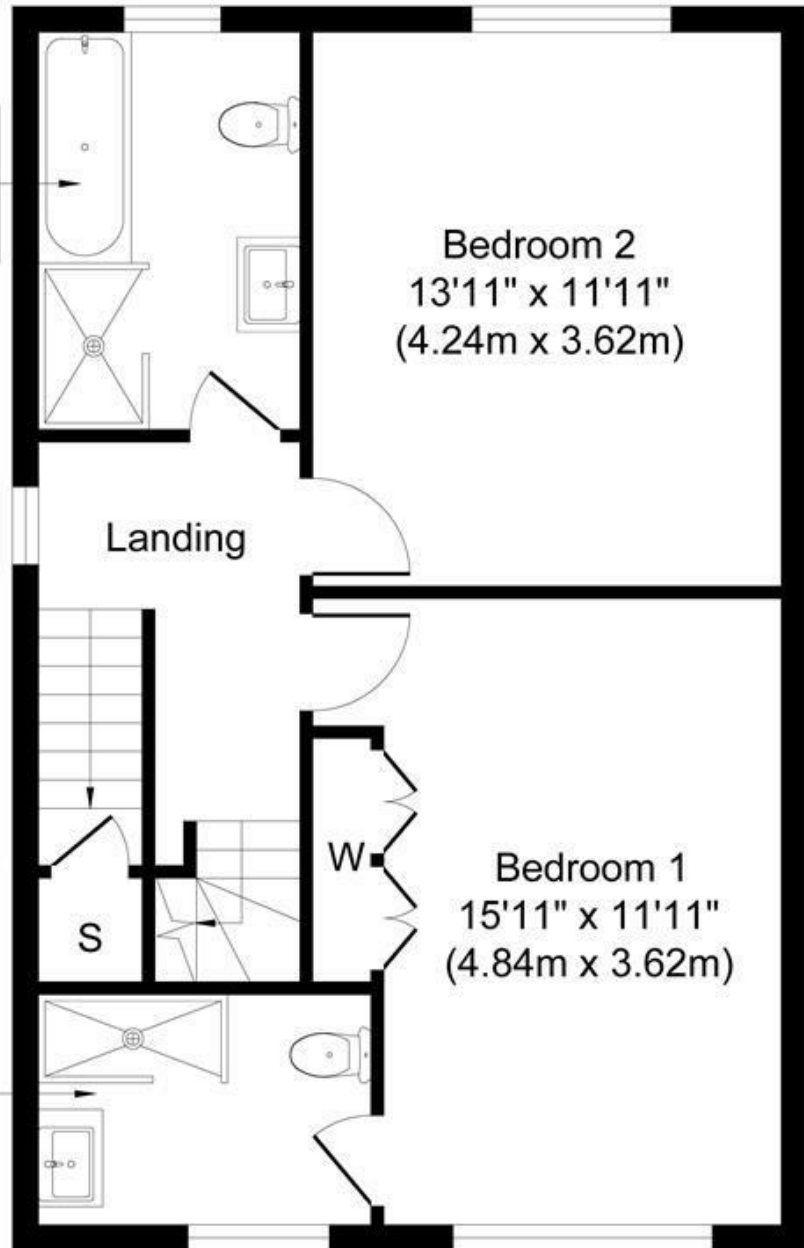 Bedroom 2
13'11" x 11'11"
(4.24m x 3.62m)
Landing
W
Bedroom 1
15'11" x 11'11"
(4.84m x 3.62m)
S